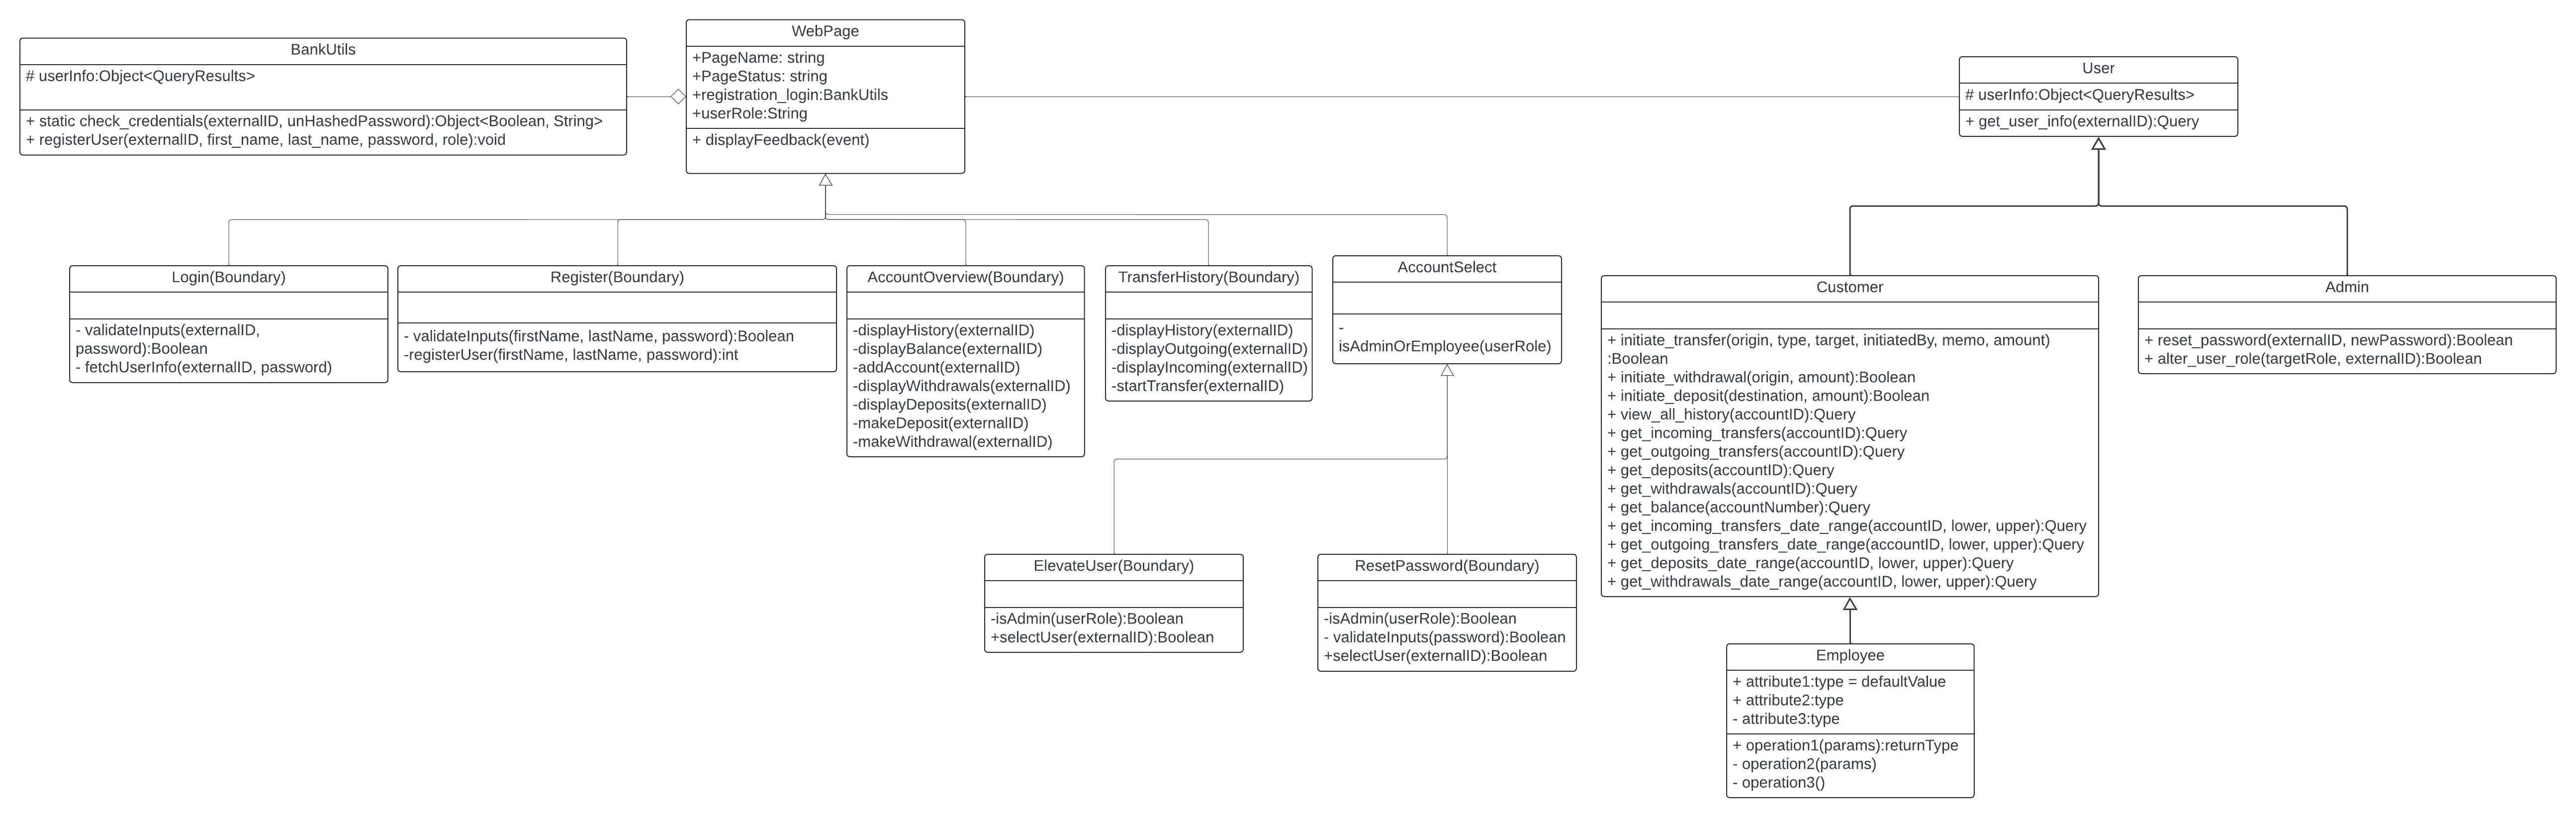 BankUtils
# userInfo:Object<QueryResults>
+ static check_credentials(externalID, unHashedPassword):Object<Boolean, String>
+ registerUser(externalID, first_name, last_name, password, role):void
WebPage
+PageName: string
+PageStatus: string
+registration_login:BankUtils
+userRole:String
+ displayFeedback(event)
User
# userInfo:Object<QueryResults>
+ get_user_info(externalID):Query
Login(Boundary)
- validateInputs(externalID,
password):Boolean
- fetchUserInfo(externalID, password)
Register(Boundary)
- validateInputs(firstName, lastName, password):Boolean
-registerUser(firstName, lastName, password):int
AccountOverview(Boundary)
-displayHistory(externalID)
-displayBalance(externalID)
-addAccount(externalID)
-displayWithdrawals(externalID)
-displayDeposits(externalID)
-makeDeposit(externalID)
-makeWithdrawal(externalID)
TransferHistory(Boundary)
-displayHistory(externalID)
-displayOutgoing(externalID)
-displayIncoming(externalID)
-startTransfer(externalID)
AccountSelect
-
isAdminOrEmployee(userRole)
Customer
+ initiate_transfer(origin, type, target, initiatedBy, memo, amount)
:Boolean
+ initiate_withdrawal(origin, amount):Boolean
+ initiate_deposit(destination, amount):Boolean
+ view_all_history(accountID):Query
+ get_incoming_transfers(accountID):Query
+ get_outgoing_transfers(accountID):Query
+ get_deposits(accountID):Query
+ get_withdrawals(accountID):Query
+ get_balance(accountNumber):Query
+ get_incoming_transfers_date_range(accountID, lower, upper):Query
+ get_outgoing_transfers_date_range(accountID, lower, upper):Query
+ get_deposits_date_range(accountID, lower, upper):Query
+ get_withdrawals_date_range(accountID, lower, upper):Query
Admin
+ reset_password(externalID, newPassword):Boolean
+ alter_user_role(targetRole, externalID):Boolean
ElevateUser(Boundary)
-isAdmin(userRole):Boolean
+selectUser(externalID):Boolean
ResetPassword(Boundary)
-isAdmin(userRole):Boolean
- validateInputs(password):Boolean
+selectUser(externalID):Boolean
Employee
+ attribute1:type = defaultValue
+ attribute2:type
- attribute3:type
+ operation1(params):returnType
- operation2(params)
- operation3()